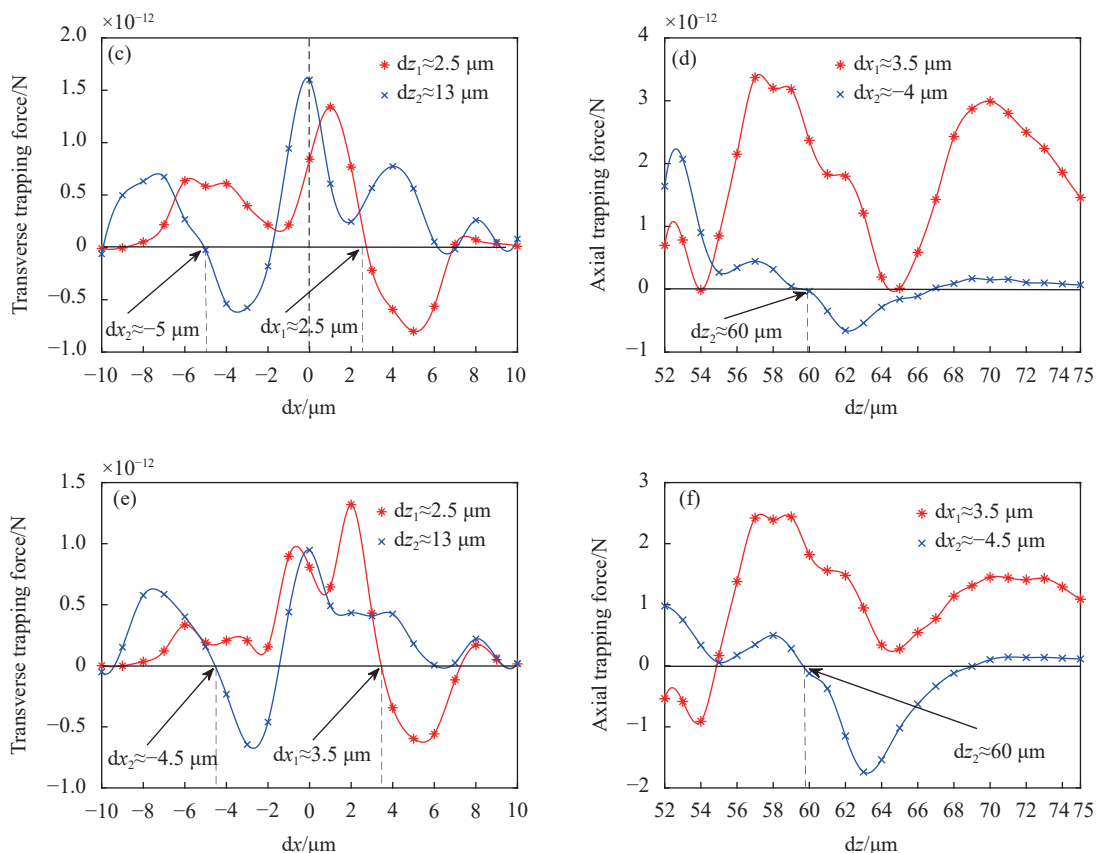 ×10⁻¹²
(c)
dz₁≈2.5 μm
dz₂≈13 μm
Transverse trapping force/N
2.0
1.5
1.0
0.5
0
−0.5
−1.0
dx₂≈−5 μm
dx₁≈2.5 μm
−10 −8 −6 −4 −2 0 2 4 6 8 10
dx/μm
×10⁻¹²
(d)
dx₁≈3.5 μm
dx₂≈−4 μm
Axial trapping force/N
4
3
2
1
0
−1
dz₂≈60 μm
52 54 56 58 60 62 64 66 68 70 72 74 75
dz/μm
×10⁻¹²
(e)
dz₁≈2.5 μm
dz₂≈13 μm
Transverse trapping force/N
1.5
1.0
0.5
0
−0.5
−1.0
dx₂≈−4.5 μm
dx₁≈3.5 μm
−10 −8 −6 −4 −2 0 2 4 6 8 10
dx/μm
(f)
dx₁≈3.5 μm
dx₂≈−4.5 μm
Axial trapping force/N
3
2
1
0
−1
−2
dz₂≈60 μm
52 54 56 58 60 62 64 66 68 70 72 74 75
dz/μm